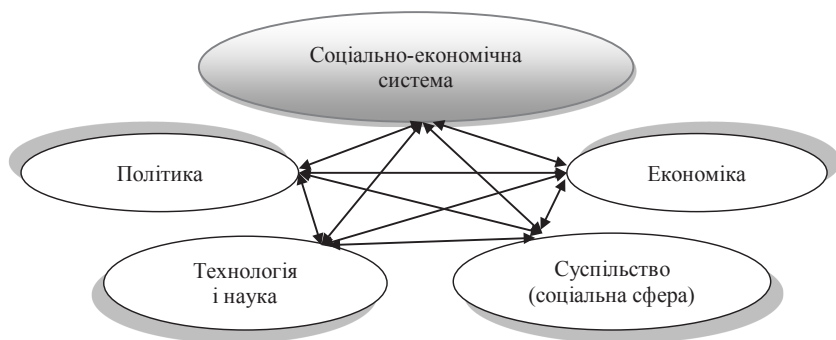 Соціально-економічна
система
Політика
Економіка
Технологія
і наука
Суспільство
(соціальна сфера)